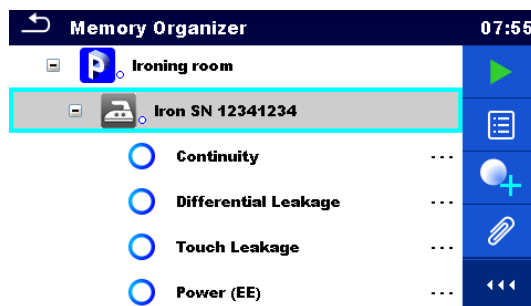 Memory Organizer 07:55
Ironing room
Iron SN 12341234
Continuity ---
Differential Leakage ---
Touch Leakage ---
Power (EE) ---